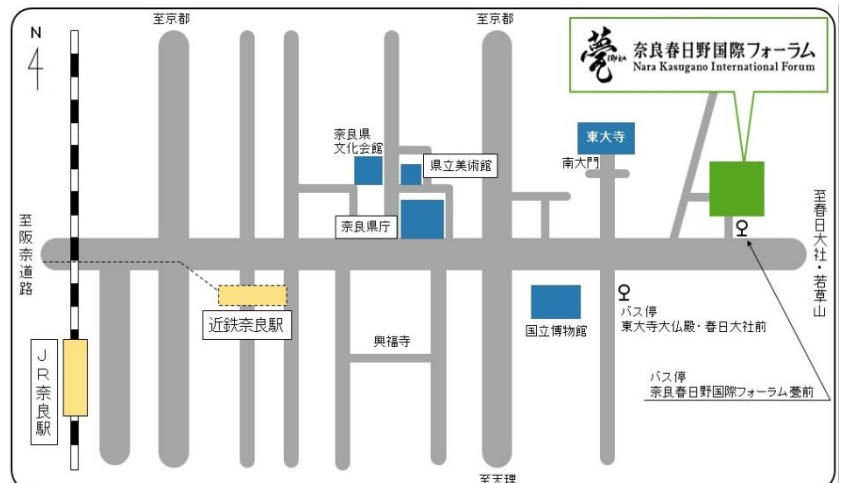 至京都
至京都
N
甍
IRAKA
奈良春日野国際フォーラム
Nara Kasugano International Forum
奈良県
文化会館
県立美術館
東大寺
南大門
奈良県庁
至阪奈道路
至春日大社・若草山
近鉄奈良駅
国立博物館
バス停
東大寺大仏殿・春日大社前
興福寺
JR奈良駅
バス停
奈良春日野国際フォーラム甍前
至天理